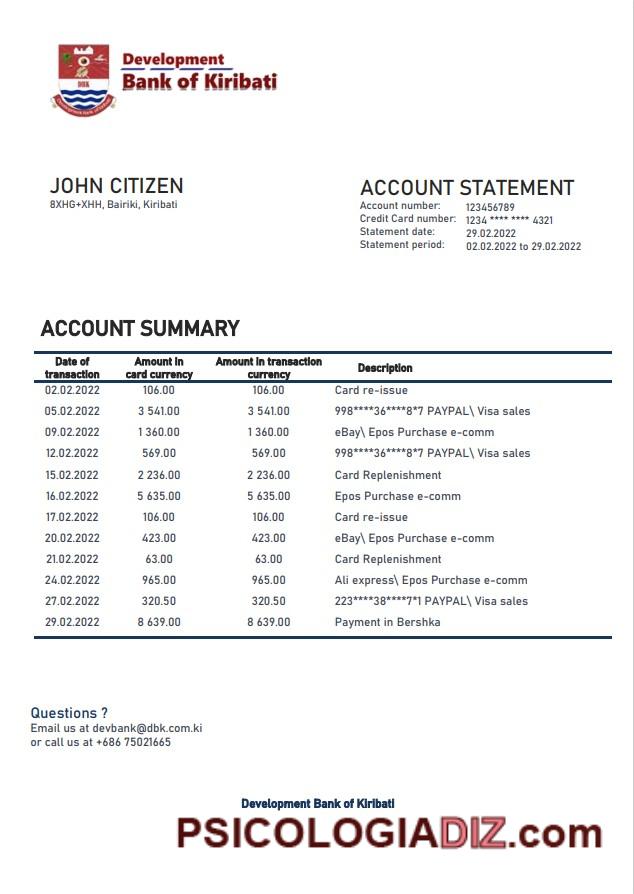 DBK
Development
Bank of Kiribati
JOHN CITIZEN
8XHG+XHH, Bairiki, Kiribati
ACCOUNT STATEMENT
Account number: 123456789
Credit Card number: 1234 **** **** 4321
Statement date: 29.02.2022
Statement period: 02.02.2022 to 29.02.2022
ACCOUNT SUMMARY
Date of transaction Amount in card currency Amount in transaction currency Description
02.02.2022 106.00 106.00 Card re-issue
05.02.2022 3 541.00 3 541.00 998****36****8*7 PAYPAL\ Visa sales
09.02.2022 1 360.00 1 360.00 eBay\ Epos Purchase e-comm
12.02.2022 569.00 569.00 998****36****8*7 PAYPAL\ Visa sales
15.02.2022 2 236.00 2 236.00 Card Replenishment
16.02.2022 5 635.00 5 635.00 Epos Purchase e-comm
17.02.2022 106.00 106.00 Card re-issue
20.02.2022 423.00 423.00 eBay\ Epos Purchase e-comm
21.02.2022 63.00 63.00 Card Replenishment
24.02.2022 965.00 965.00 Ali express\ Epos Purchase e-comm
27.02.2022 320.50 320.50 223****38****7*1 PAYPAL\ Visa sales
29.02.2022 8 639.00 8 639.00 Payment in Bershka
Questions ?
Email us at devbank@dbk.com.ki
or call us at +686 75021665
Development Bank of Kiribati
PSICOLOGIADIZ.com